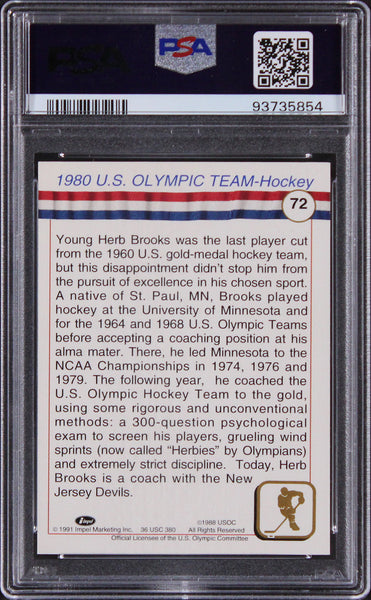 PSA
PSA
93735854
1980 U.S. OLYMPIC TEAM-Hockey
72
Young Herb Brooks was the last player cut
from the 1960 U.S. gold-medal hockey team,
but this disappointment didn't stop him from
the pursuit of excellence in his chosen sport.
A native of St. Paul, MN, Brooks played
hockey at the University of Minnesota and
for the 1964 and 1968 U.S. Olympic Teams
before accepting a coaching position at his
alma mater. There, he led Minnesota to the
NCAA Championships in 1974, 1976 and
1979. The following year, he coached the
U.S. Olympic Hockey Team to the gold,
using some rigorous and unconventional
methods: a 300-question psychological
exam to screen his players, grueling wind
sprints (now called "Herbies" by Olympians)
and extremely strict discipline. Today, Herb
Brooks is a coach with the New
Jersey Devils.
Impel
©1988 USOC
©1991 Impel Marketing Inc. 36 USC 380
Official Licensee of the U.S. Olympic Committee